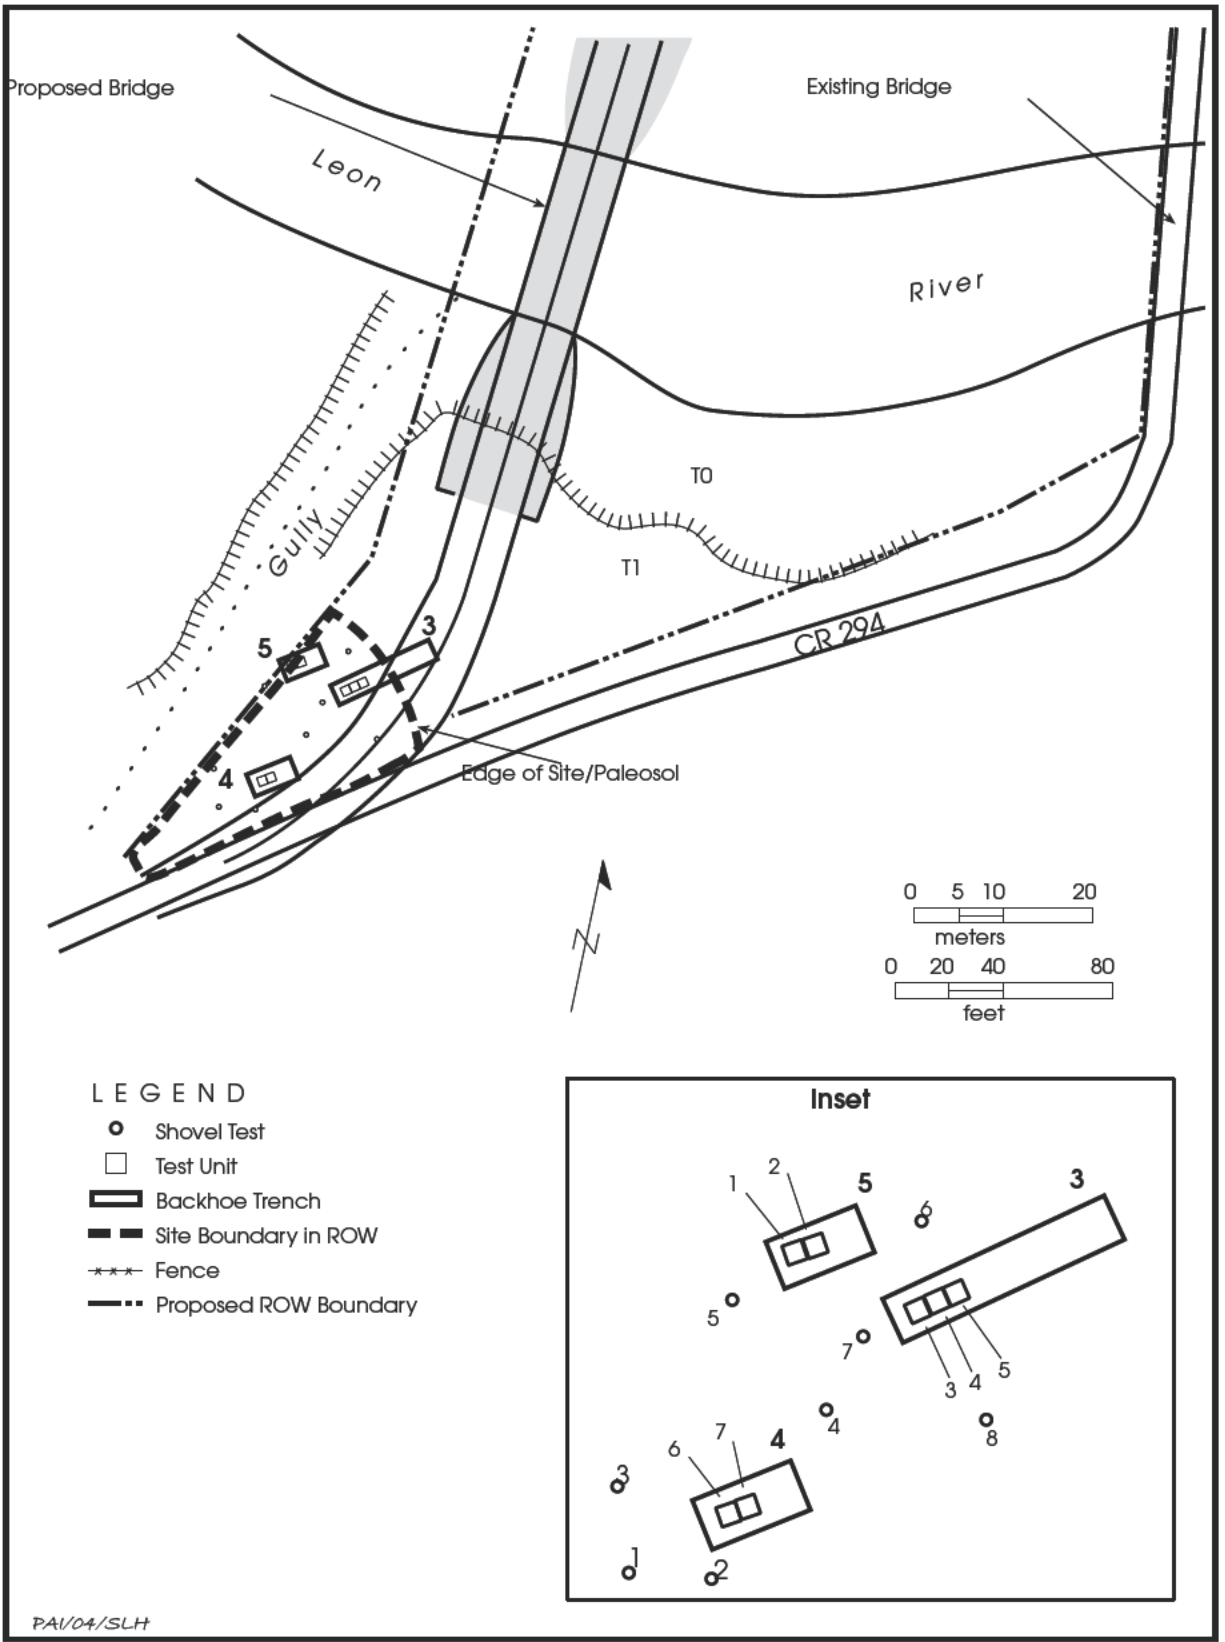 Proposed Bridge
Existing Bridge
Leon
River
T0
Gully
T1
CR 294
3
5
4
Edge of Site/Paleosol
N
0 5 10 20
meters
0 20 40 80
feet
LEGEND
Shovel Test
Test Unit
Backhoe Trench
Site Boundary in ROW
Fence
Proposed ROW Boundary
Inset
1 2 5 3
6
5
7
3 4 5
4
8
6 7 4
3
1 2
PAI/04/SLH